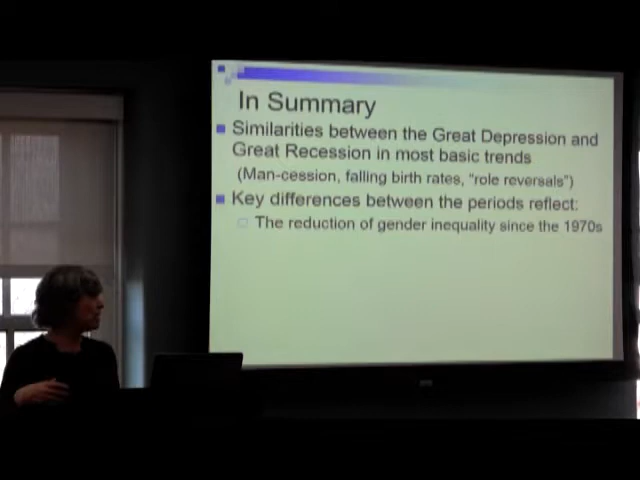 In Summary
Similarities between the Great Depression and
Great Recession in most basic trends
(Man-cession, falling birth rates, “role reversals”)
Key differences between the periods reflect:
The reduction of gender inequality since the 1970s